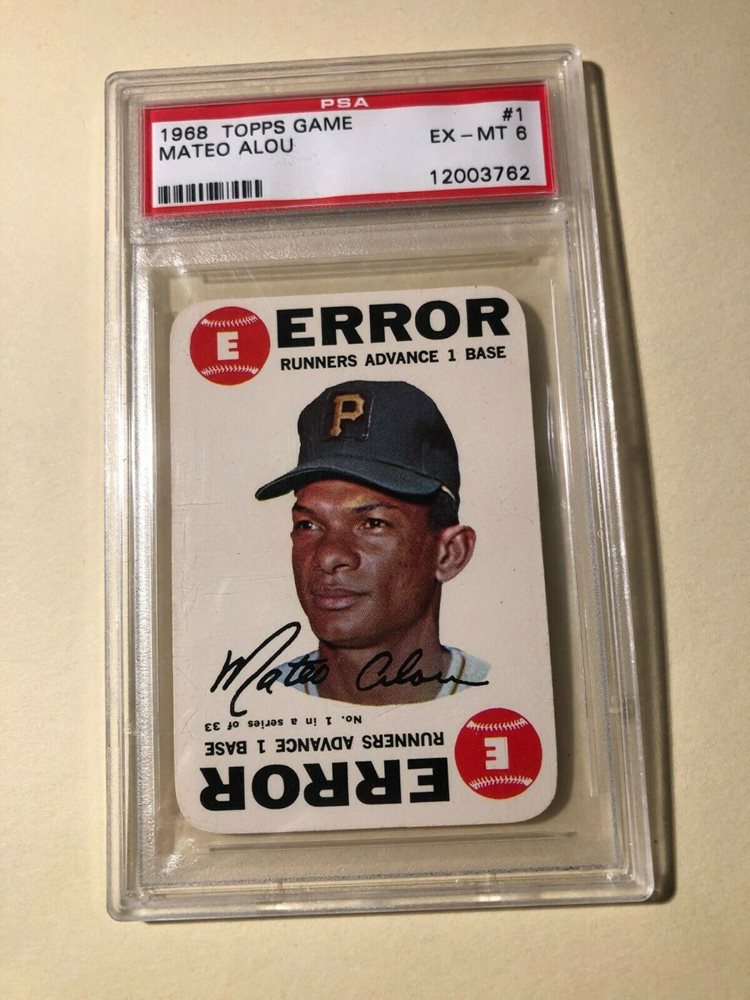 PSA
1968 TOPPS GAME #1
MATEO ALOU EX-MT 6
12003762
E ERROR
RUNNERS ADVANCE 1 BASE
P
Mateo Alou
No. 1 in a series of 33
RUNNERS ADVANCE 1 BASE
E ERROR